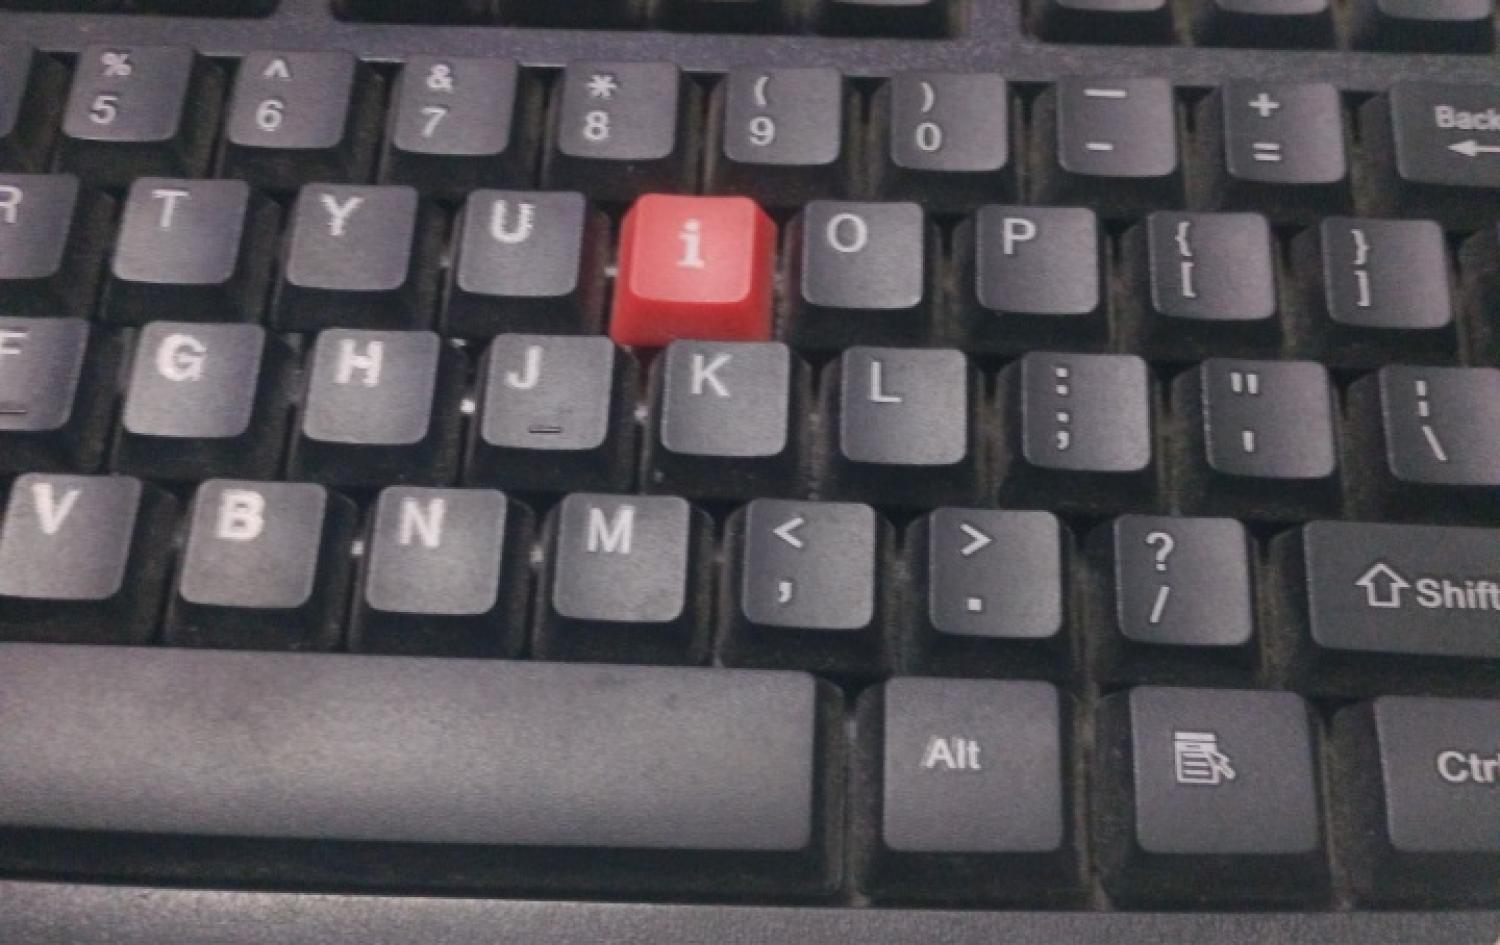 % ^ & * ( ) — +
5 6 7 8 9 0 - = Back
R T Y U i O P { [ } ]
F G H J K L : ; " ' ¦ \
V B N M < , > . ? / Shift
Alt Ctrl